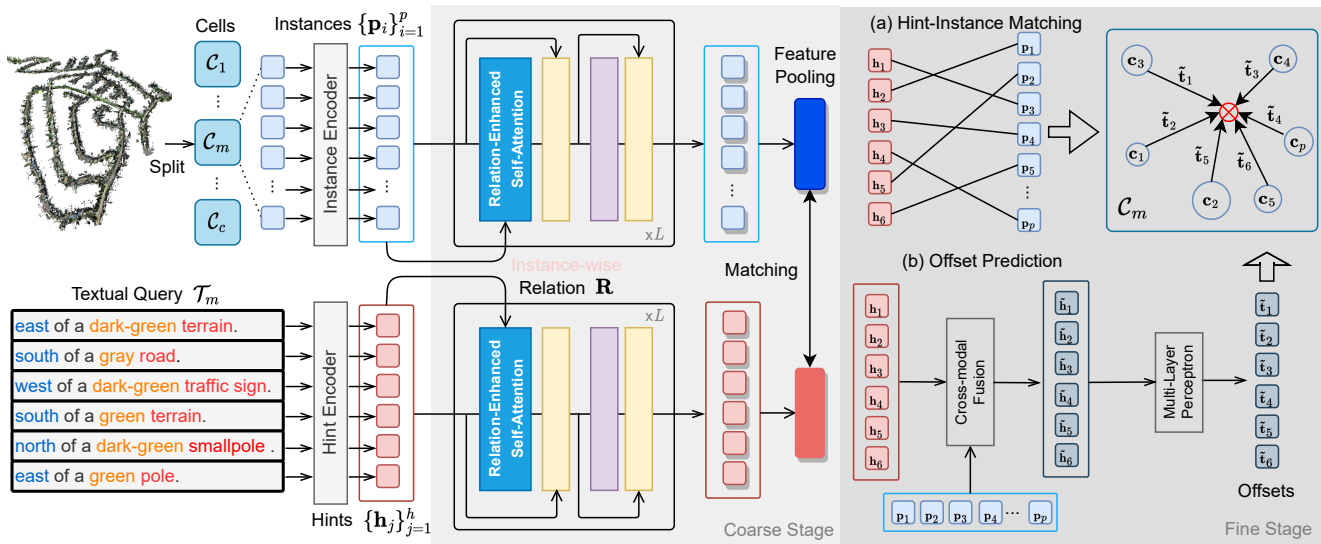 Cells
Instances {p_i}^p_{i=1}
C_1
⋮
C_m
⋮
C_c
Split
Instance Encoder
Relation-Enhanced
Self-Attention
xL
⋮
Feature
Pooling
Matching
Instance-wise
Relation R
Textual Query T_m
east of a dark-green terrain.
south of a gray road.
west of a dark-green traffic sign.
south of a green terrain.
north of a dark-green smallpole .
east of a green pole.
Hint Encoder
Hints {h_j}^h_{j=1}
Relation-Enhanced
Self-Attention
xL
Coarse Stage
(a) Hint-Instance Matching
h_1
h_2
h_3
h_4
h_5
h_6
p_1
p_2
p_3
p_4
p_5
⋮
p_p
c_3
c_4
t̃_1
t̃_3
t̃_2
t̃_4
c_1
c_p
t̃_5
t̃_6
c_2
c_5
C_m
(b) Offset Prediction
h_1
h_2
h_3
h_4
h_5
h_6
Cross-modal
Fusion
p_1 p_2 p_3 p_4 ··· p_p
h̃_1
h̃_2
h̃_3
h̃_4
h̃_5
h̃_6
Multi-Layer
Perceptron
t̃_1
t̃_2
t̃_3
t̃_4
t̃_5
t̃_6
Offsets
Fine Stage